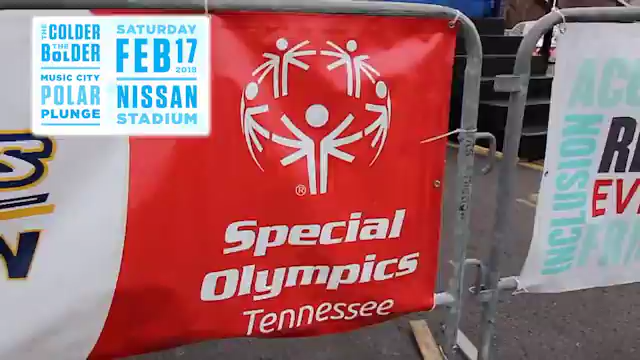 THE COLDER
THE BOLDER
MUSIC CITY
POLAR
PLUNGE
SATURDAY
FEB 17
2018
NISSAN
STADIUM
®
Special
Olympics
Tennessee
INCLUSION